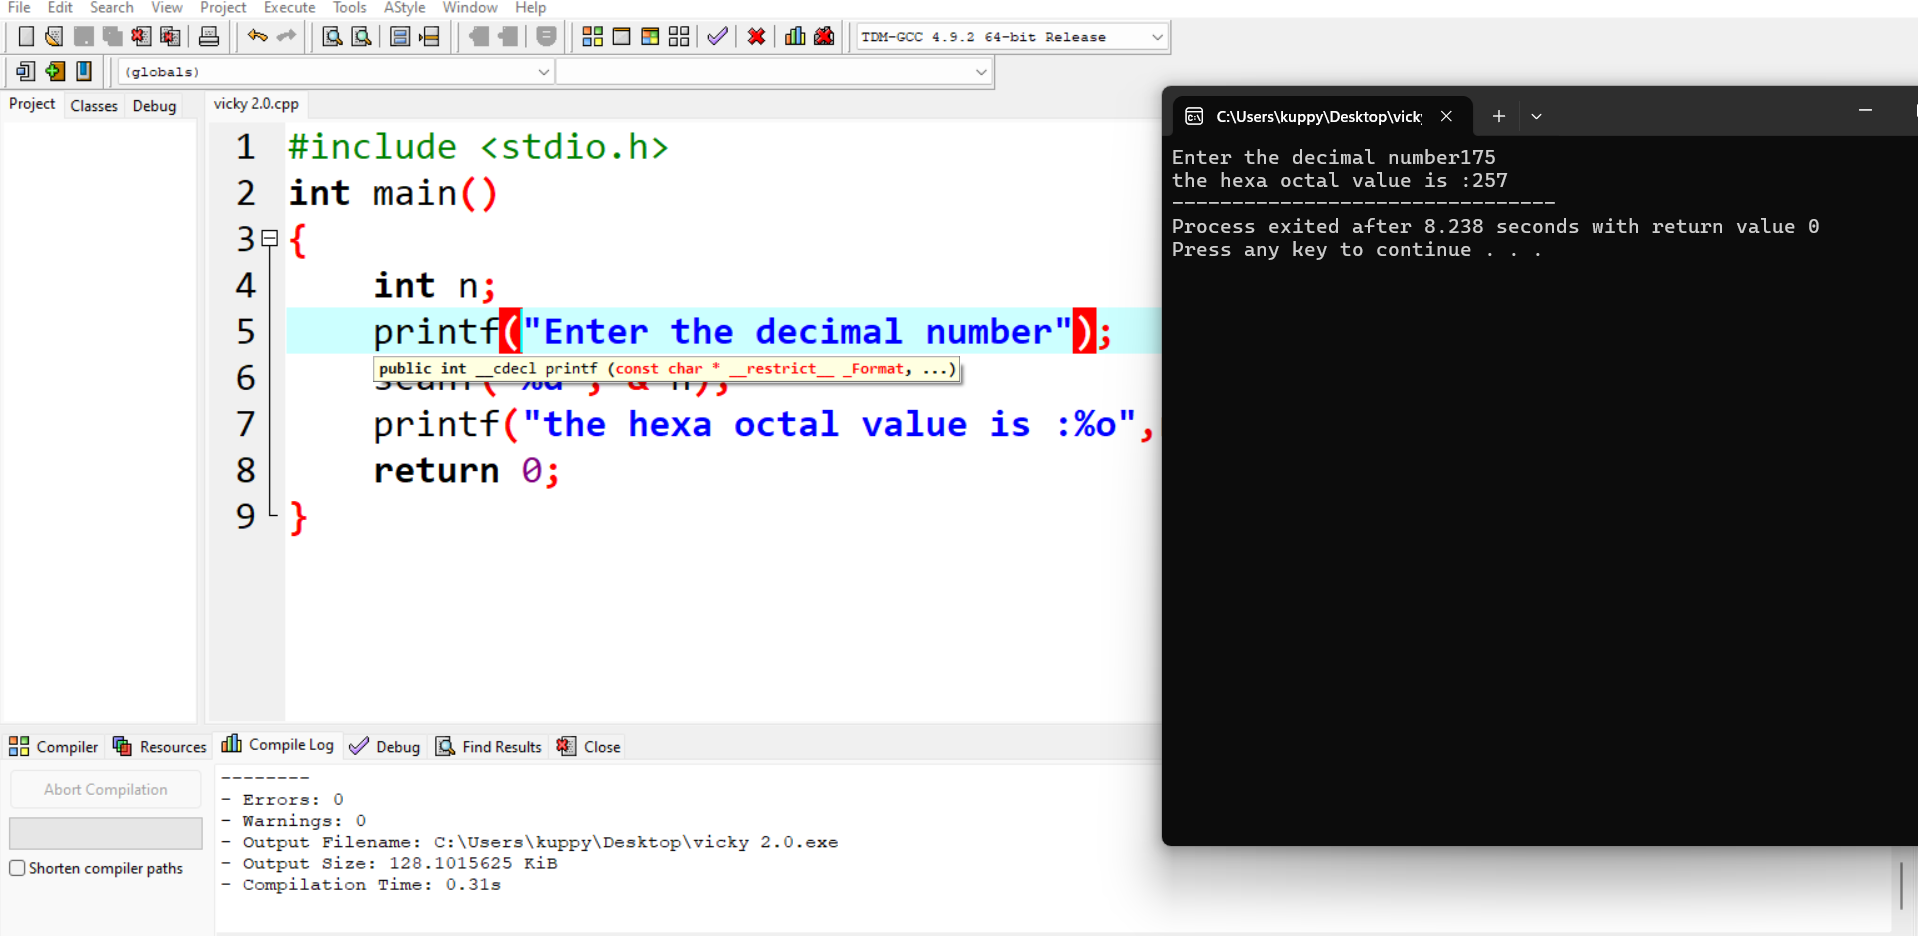 File Edit Search View Project Execute Tools AStyle Window Help
TDM-GCC 4.9.2 64-bit Release
(globals)
Project Classes Debug
vicky 2.0.cpp
1 #include <stdio.h>
2 int main()
3 {
4 int n;
5 printf("Enter the decimal number");
public int __cdecl printf (const char * __restrict__ _Format, ...)
6
7 printf("the hexa octal value is :%o",
8 return 0;
9 }
C:\Users\kuppy\Desktop\vick
Enter the decimal number175
the hexa octal value is :257
--------------------------------
Process exited after 8.238 seconds with return value 0
Press any key to continue . . .
Compiler Resources Compile Log Debug Find Results Close
Abort Compilation
Shorten compiler paths
--------
- Errors: 0
- Warnings: 0
- Output Filename: C:\Users\kuppy\Desktop\vicky 2.0.exe
- Output Size: 128.1015625 KiB
- Compilation Time: 0.31s